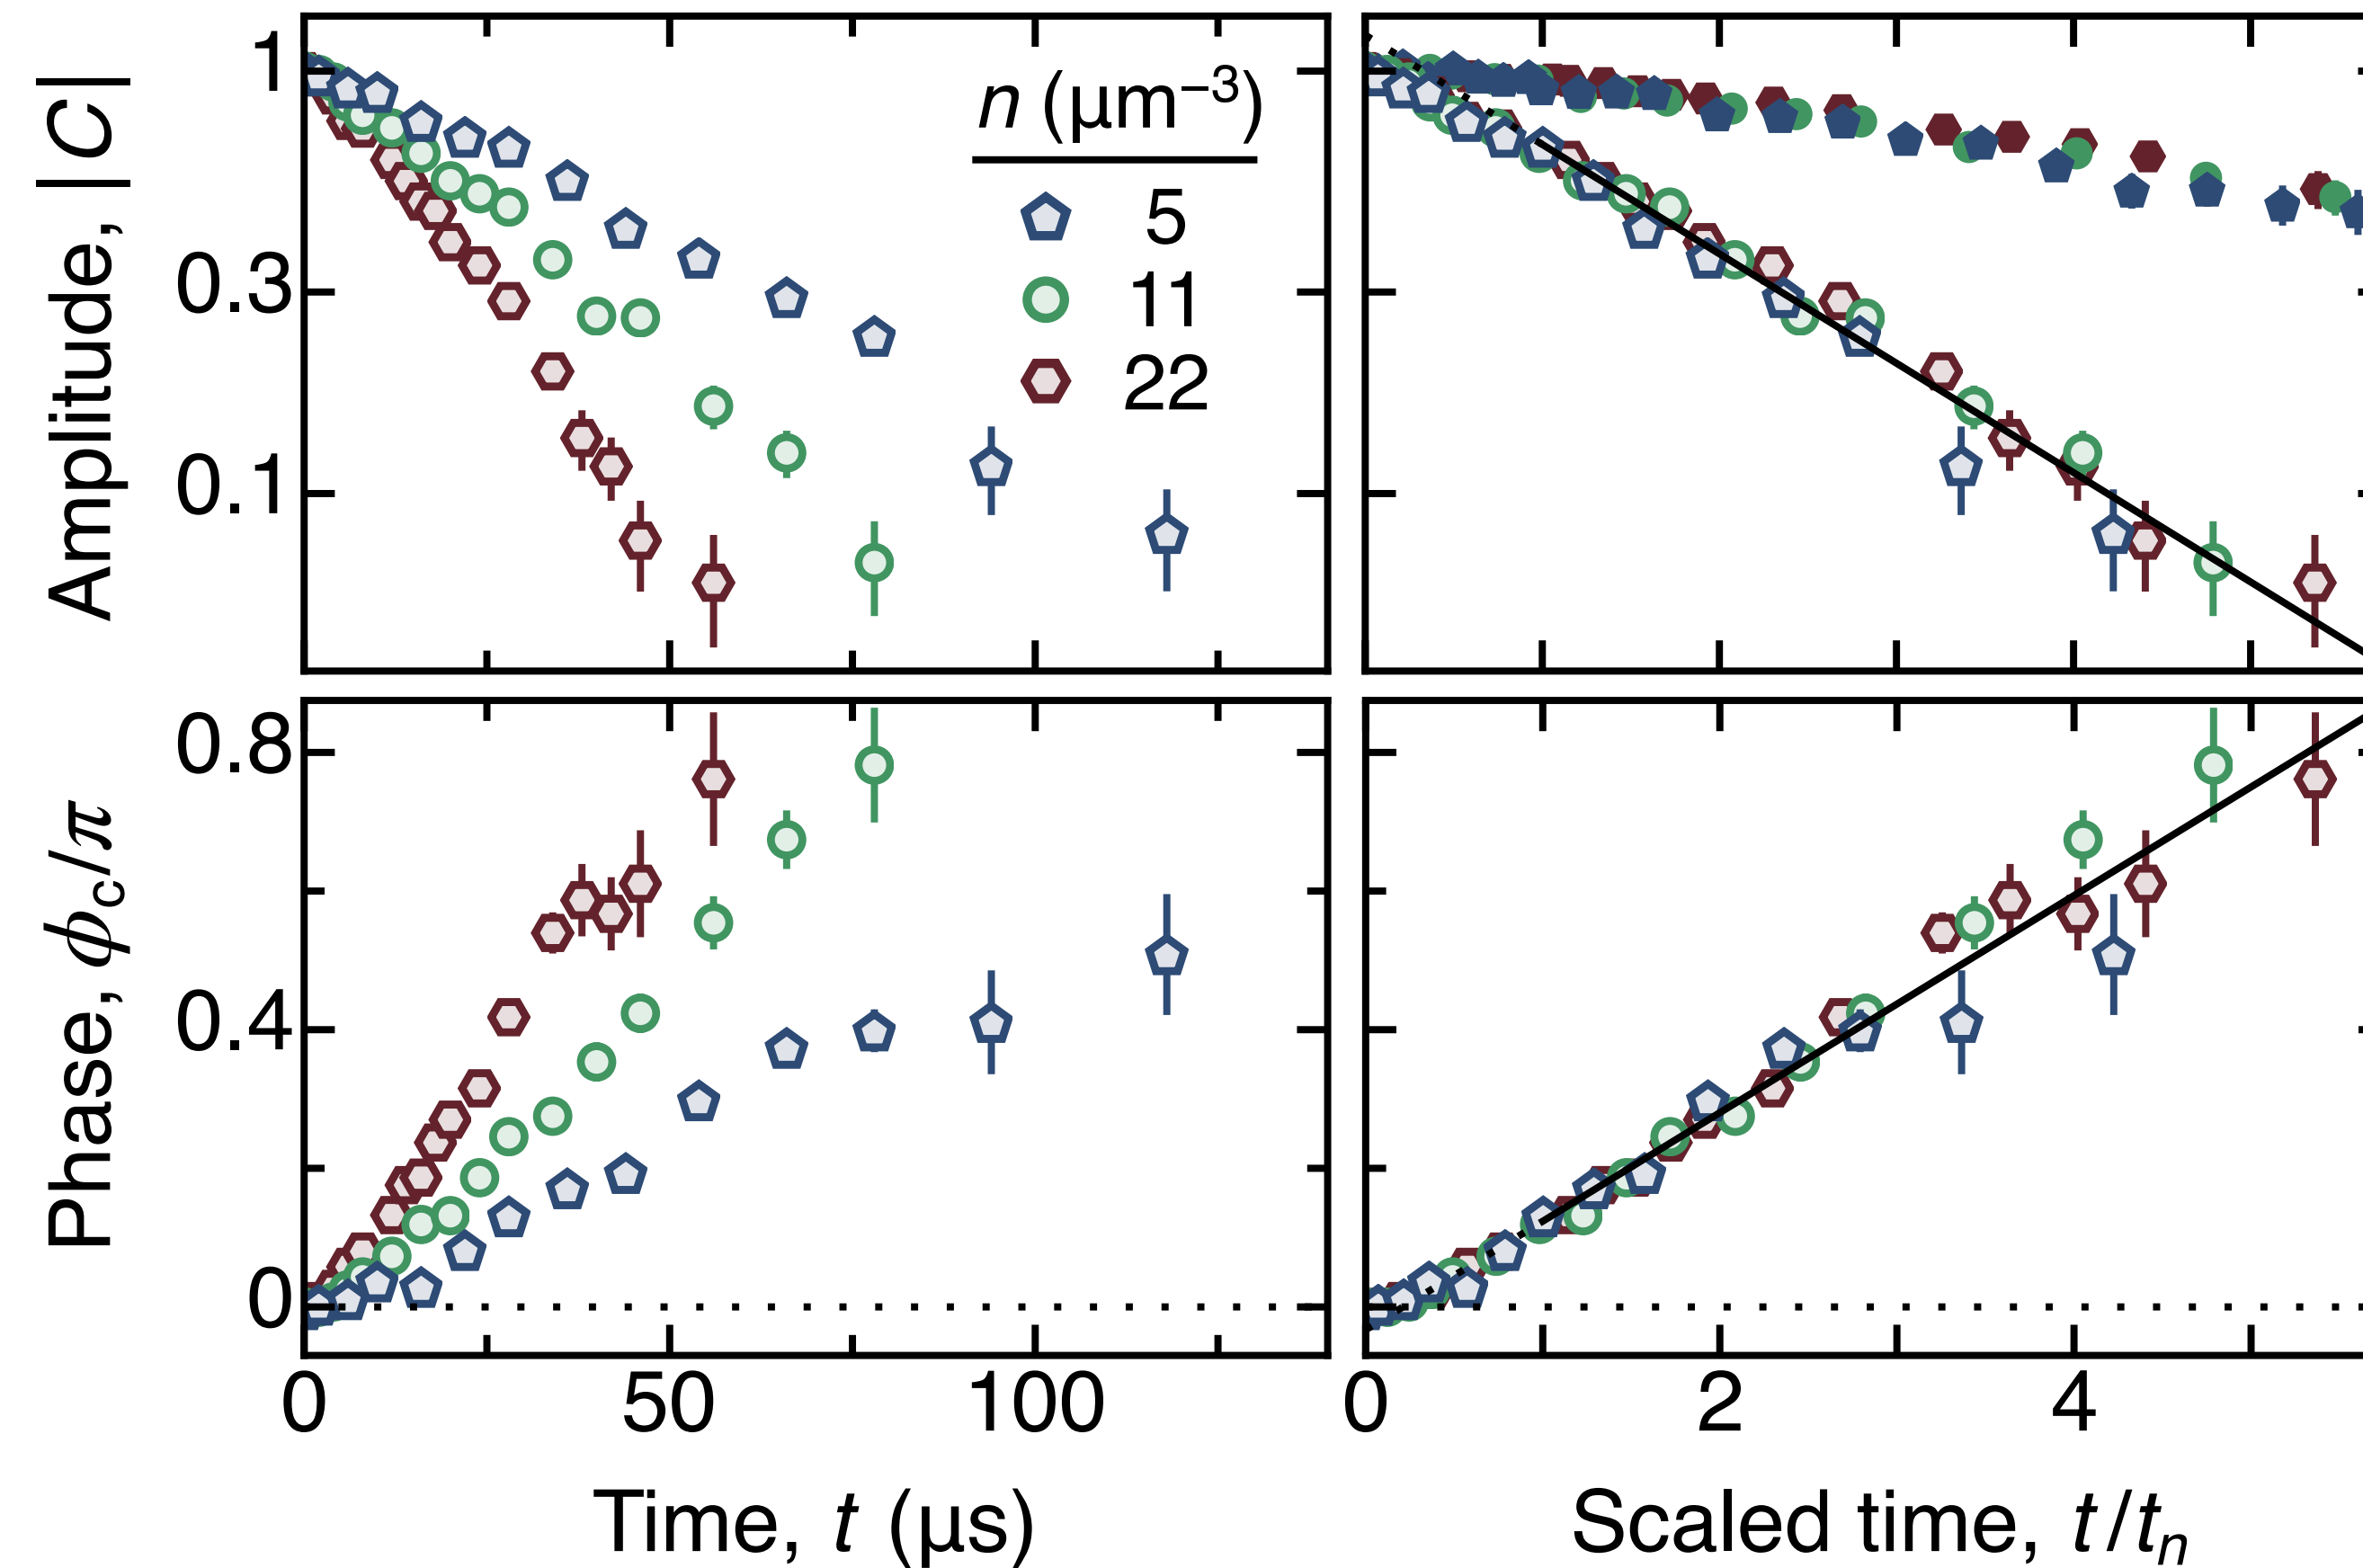 Amplitude, |C|
1
0.3
0.1
n (μm⁻³)
5
11
22
Phase, ϕc/π
0.8
0.4
0
0 50 100
Time, t (μs)
0 2 4
Scaled time, t/tn